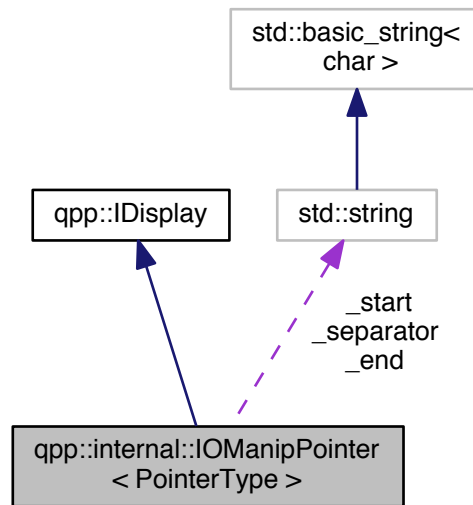 std::basic_string<
char >
qpp::IDisplay
std::string
_start
_separator
_end
qpp::internal::IOManipPointer
< PointerType >